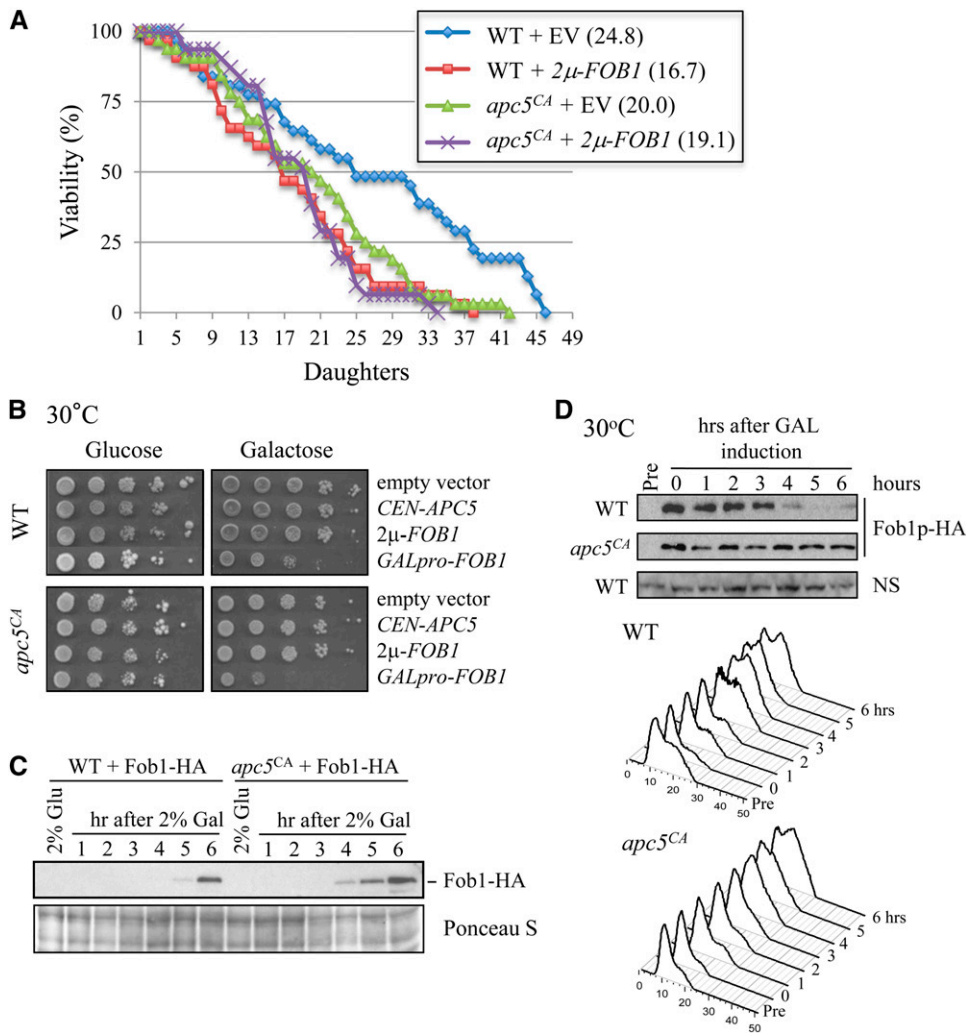 A
100
75
50
25
0
Viability (%)
1 5 9 13 17 21 25 29 33 37 41 45 49
Daughters
WT + EV (24.8)
WT + 2μ-FOB1 (16.7)
apc5CA + EV (20.0)
apc5CA + 2μ-FOB1 (19.1)
B 30°C
Glucose Galactose
WT
empty vector
CEN-APC5
2μ-FOB1
GALpro-FOB1
apc5CA
empty vector
CEN-APC5
2μ-FOB1
GALpro-FOB1
C
WT + Fob1-HA apc5CA + Fob1-HA
2% Glu hr after 2% Gal 2% Glu hr after 2% Gal
1 2 3 4 5 6 1 2 3 4 5 6
Fob1-HA
Ponceau S
D
30°C hrs after GAL
induction
Pre 0 1 2 3 4 5 6 hours
WT
apc5CA
Fob1p-HA
WT NS
WT
0 10 20 30 40 50
Pre 0 1 2 3 4 5 6 hrs
apc5CA
0 10 20 30 40 50
Pre 0 1 2 3 4 5 6 hrs